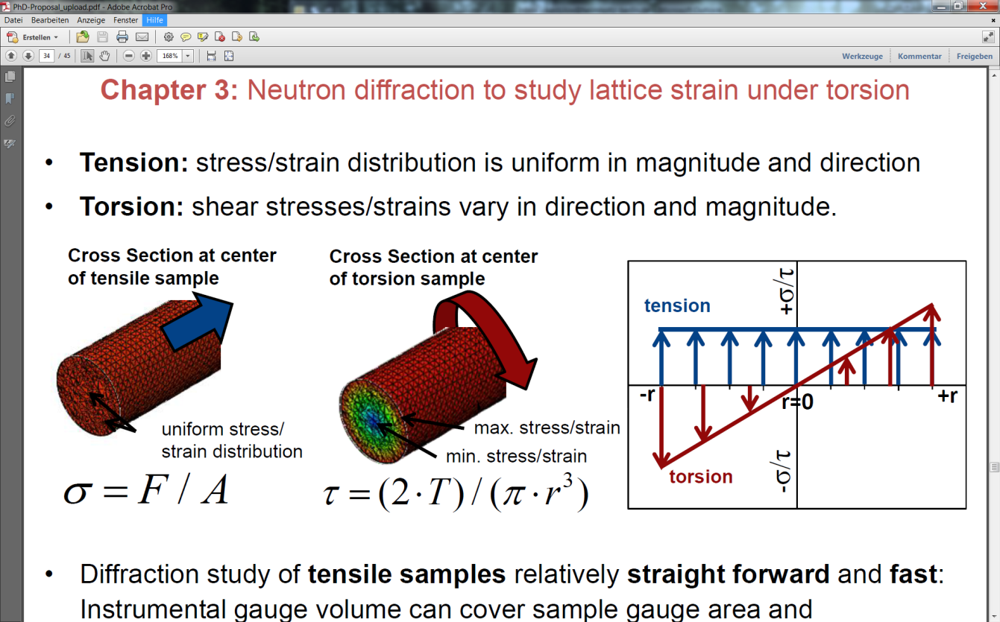 PhD-Proposal_upload.pdf - Adobe Acrobat Pro
Datei Bearbeiten Anzeige Fenster Hilfe
Erstellen
34 / 45 168%
Werkzeuge Kommentar Freigeben
Chapter 3: Neutron diffraction to study lattice strain under torsion
• Tension: stress/strain distribution is uniform in magnitude and direction
• Torsion: shear stresses/strains vary in direction and magnitude.
Cross Section at center
of tensile sample
uniform stress/
strain distribution
σ = F / A
Cross Section at center
of torsion sample
max. stress/strain
min. stress/strain
τ = (2·T)/(π·r³)
+σ/τ
tension
-r
r=0
+r
torsion
-σ/τ
• Diffraction study of tensile samples relatively straight forward and fast:
Instrumental gauge volume can cover sample gauge area and